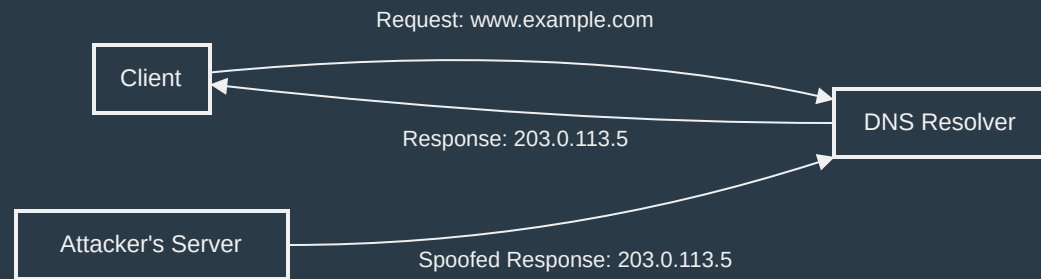 Request: www.example.com
Client
DNS Resolver
Response: 203.0.113.5
Attacker's Server
Spoofed Response: 203.0.113.5